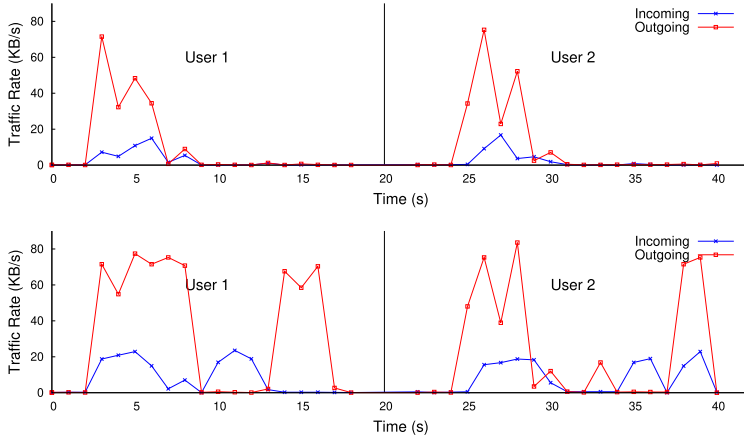 80
60
40
20
0
Traffic Rate (KB/s)
User 1
User 2
Incoming
Outgoing
0 5 10 15 20 25 30 35 40
Time (s)
80
60
40
20
0
Traffic Rate (KB/s)
User 1
User 2
Incoming
Outgoing
0 5 10 15 20 25 30 35 40
Time (s)